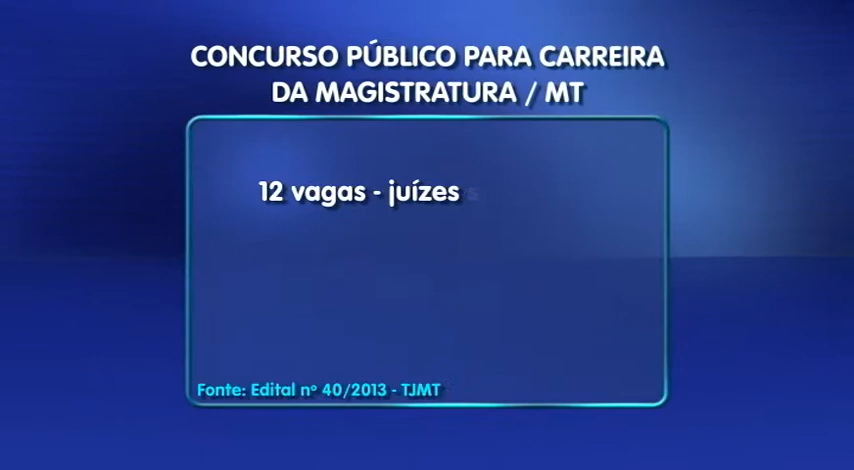 CONCURSO PÚBLICO PARA CARREIRA
DA MAGISTRATURA / MT
12 vagas - juízes
Fonte: Edital nº 40/2013 - TJMT